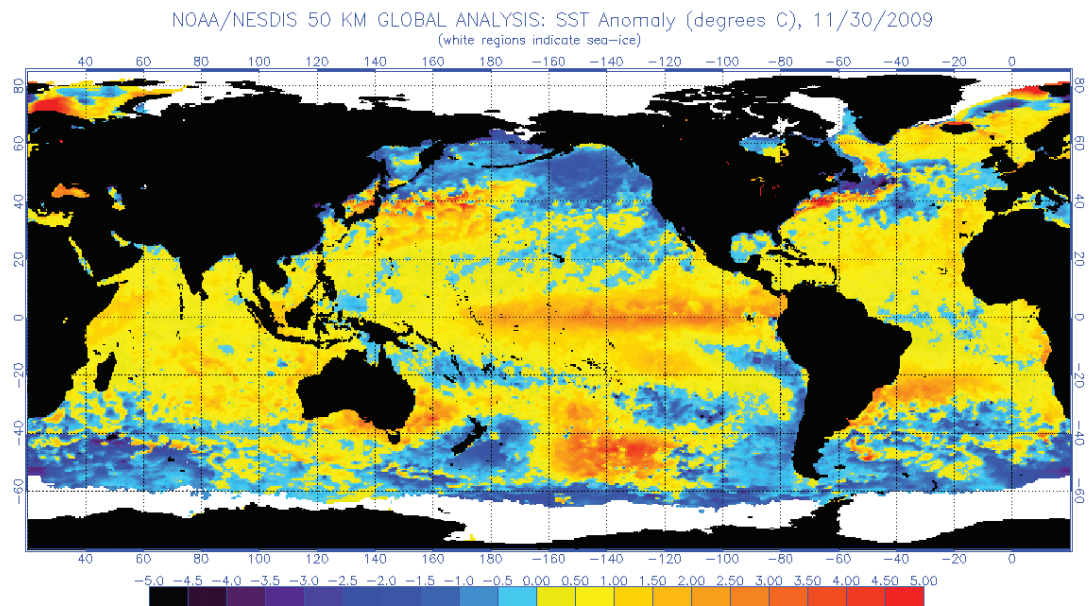 NOAA/NESDIS 50 KM GLOBAL ANALYSIS: SST Anomaly (degrees C), 11/30/2009
(white regions indicate sea-ice)
40 60 80 100 120 140 160 180 -160 -140 -120 -100 -80 -60 -40 -20 0
80 80
60 60
40 40
20 20
0 0
-20 -20
-40 -40
-60 -60
40 60 80 100 120 140 160 180 -160 -140 -120 -100 -80 -60 -40 -20 0
-5.0 -4.5 -4.0 -3.5 -3.0 -2.5 -2.0 -1.5 -1.0 -0.5 0.00 0.50 1.00 1.50 2.00 2.50 3.00 3.50 4.00 4.50 5.00